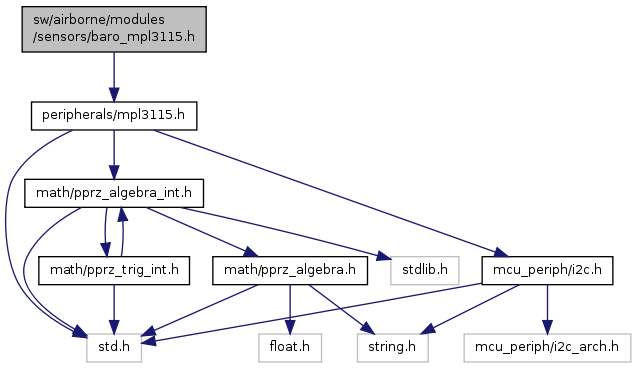 sw/airborne/modules
/sensors/baro_mpl3115.h
peripherals/mpl3115.h
math/pprz_algebra_int.h
math/pprz_trig_int.h
math/pprz_algebra.h
stdlib.h
mcu_periph/i2c.h
std.h
float.h
string.h
mcu_periph/i2c_arch.h